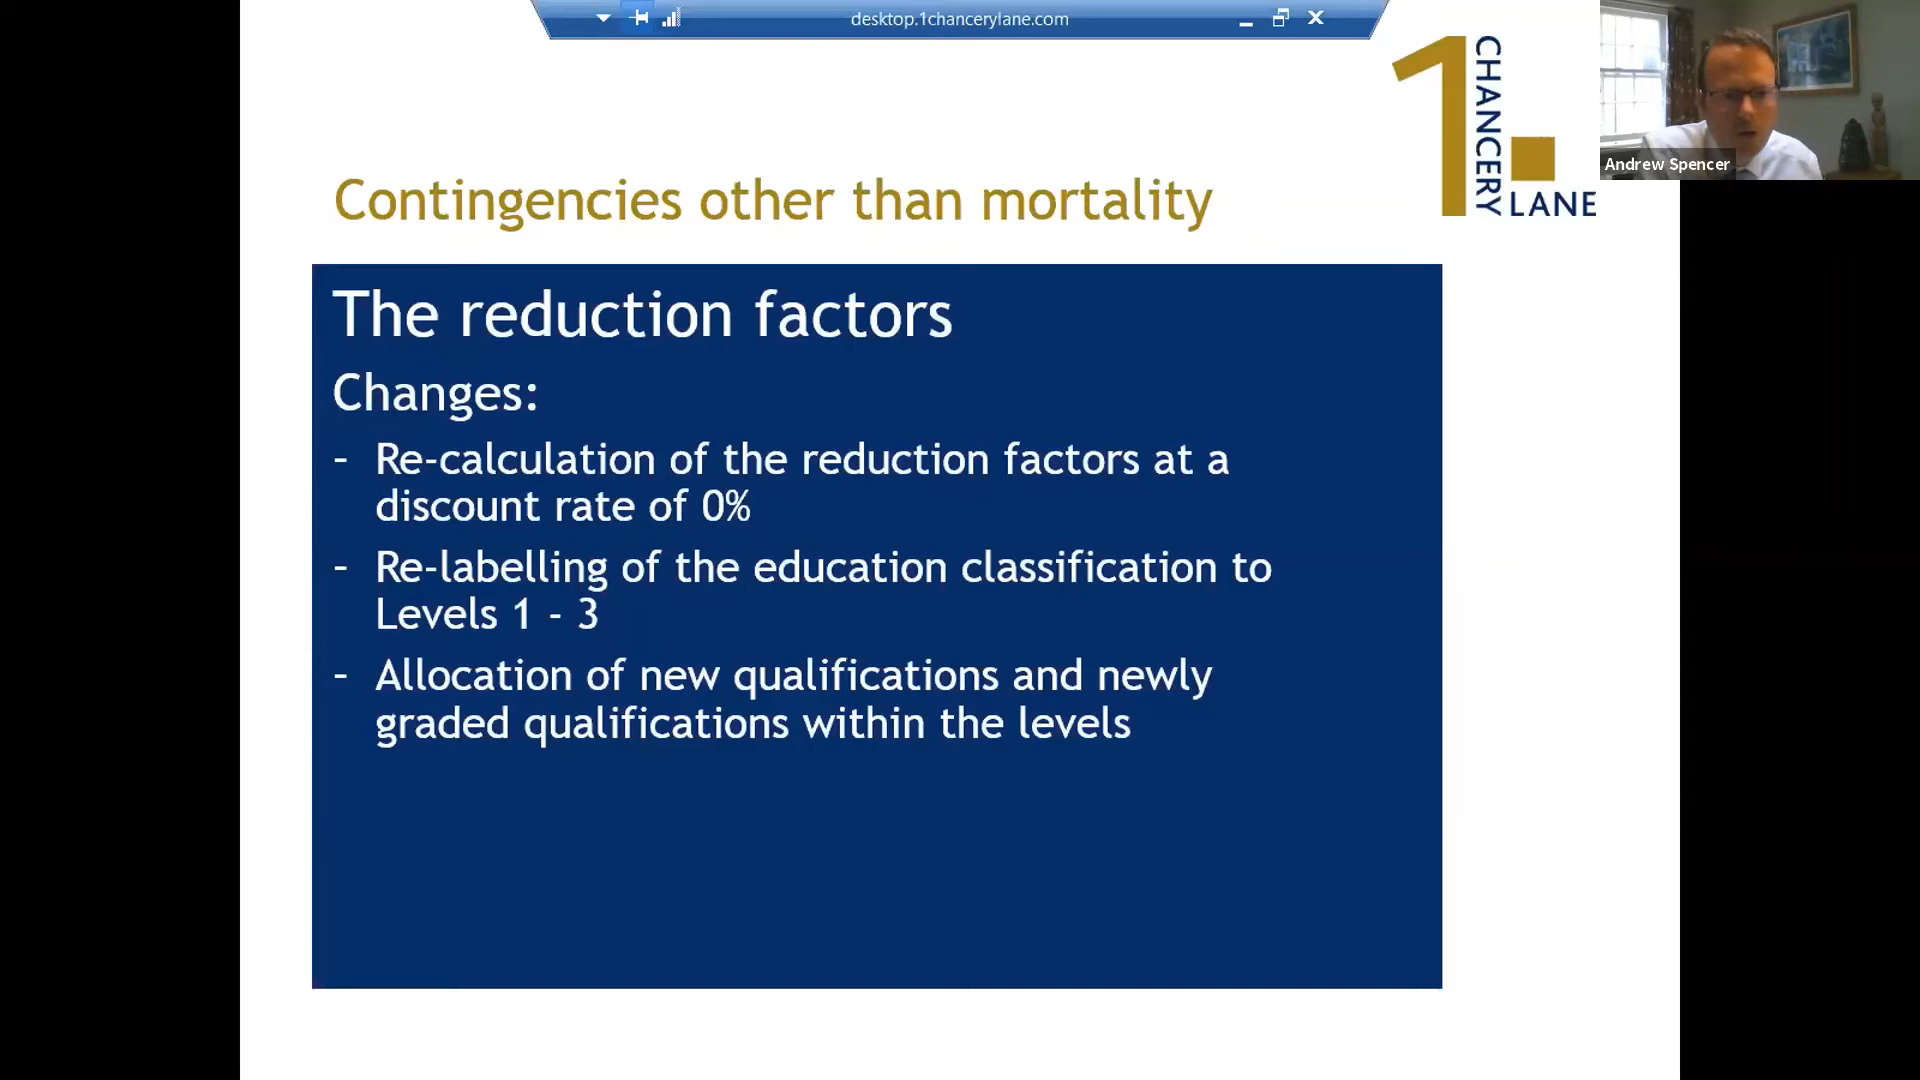 desktop.1chancerylane.com
1 CHANCERY LANE
Andrew Spencer
Contingencies other than mortality
The reduction factors
Changes:
- Re-calculation of the reduction factors at a
discount rate of 0%
- Re-labelling of the education classification to
Levels 1 - 3
- Allocation of new qualifications and newly
graded qualifications within the levels